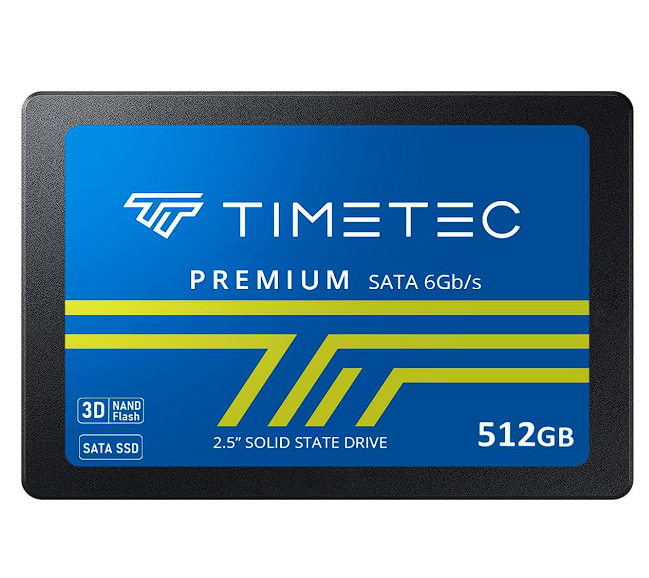 TIMETEC
PREMIUM SATA 6Gb/s
3D NAND Flash
SATA SSD
2.5” SOLID STATE DRIVE
512GB